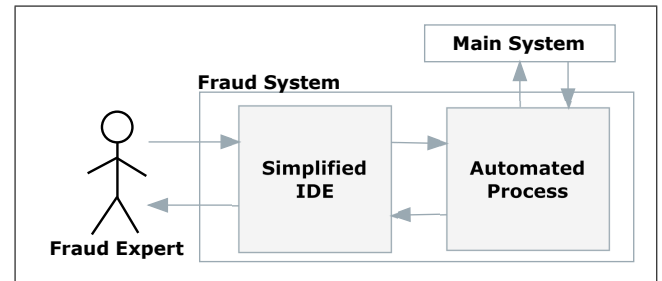 Main System
Fraud System
Simplified
IDE
Automated
Process
Fraud Expert